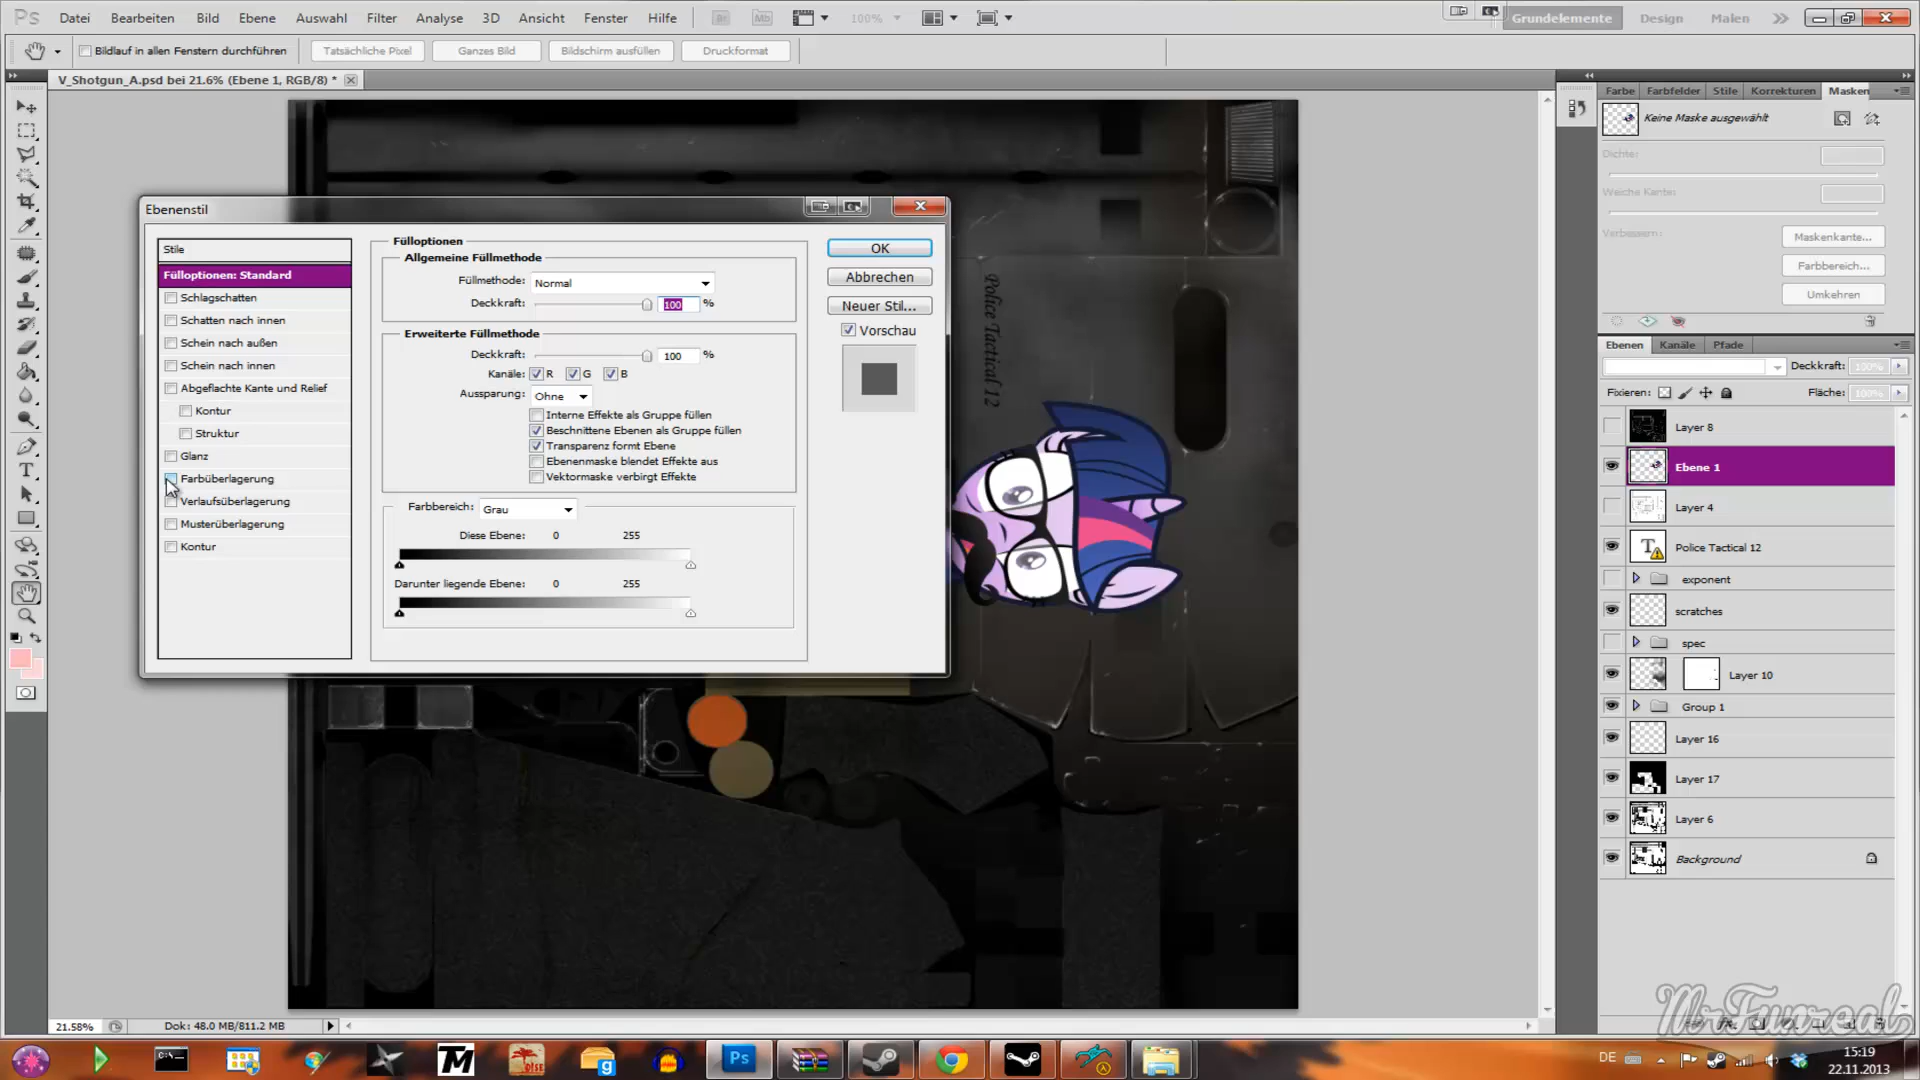 Ps Datei Bearbeiten Bild Ebene Auswahl Filter Analyse 3D Ansicht Fenster Hilfe Br Mb 100% Grundelemente Design Malen
Bildlauf in allen Fenstern durchführen Tatsächliche Pixel Ganzes Bild Bildschirm ausfüllen Druckformat
V_Shotgun_A.psd bei 21.6% (Ebene 1, RGB/8) *
Farbe Farbfelder Stile Korrekturen Masken
Keine Maske ausgewählt
Dichte:
Weiche Kante:
Verbessern:
Maskenkante...
Farbbereich...
Umkehren
Ebenenstil
Stile
Fülloptionen: Standard
Schlagschatten
Schatten nach innen
Schein nach außen
Schein nach innen
Abgeflachte Kante und Relief
Kontur
Struktur
Glanz
Farbüberlagerung
Verlaufsüberlagerung
Musterüberlagerung
Kontur
Fülloptionen
Allgemeine Füllmethode
Füllmethode: Normal
Deckkraft: 100 %
Erweiterte Füllmethode
Deckkraft: 100 %
Kanäle: R G B
Aussparung: Ohne
Interne Effekte als Gruppe füllen
Beschnittene Ebenen als Gruppe füllen
Transparenz formt Ebene
Ebenenmaske blendet Effekte aus
Vektormaske verbirgt Effekte
Farbbereich: Grau
Diese Ebene: 0 255
Darunter liegende Ebene: 0 255
OK
Abbrechen
Neuer Stil...
Vorschau
Police Tactical 12
Ebenen Kanäle Pfade
Deckkraft: 100%
Fixieren: Fläche: 100%
Layer 8
Ebene 1
Layer 4
T Police Tactical 12
exponent
scratches
spec
Layer 10
Group 1
Layer 16
Layer 17
Layer 6
Background
MrFurreal
21.58% Dok: 48.0 MB/811.2 MB
C:\ TM g Ps DE 15:19
22.11.2013